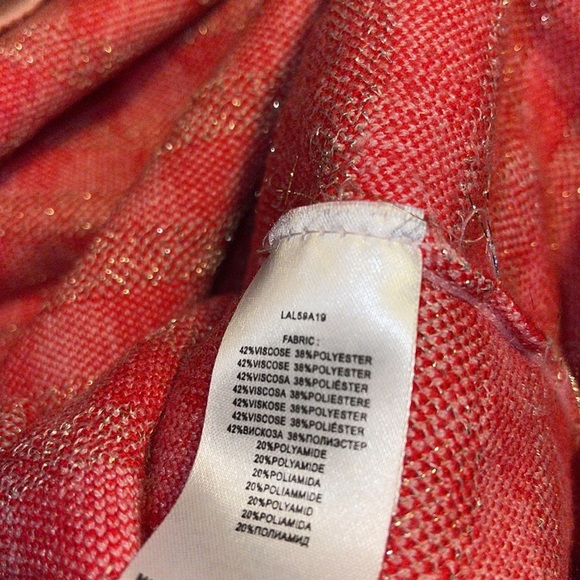 LAL59A19
FABRIC :
42%VISCOSE 38%POLYESTER
42%VISCOSE 38%POLYESTER
42%VISCOSA 38%POLIÉSTER
42%VISCOSA 38%POLIESTERE
42%VISKOSE 38%POLYESTER
42%VISCOSA 38%POLIÉSTER
42%ВИСКОЗА 38%ПОЛИЭСТЕР
20%POLYAMIDE
20%POLYAMIDE
20%POLIAMIDA
20%POLIAMMIDE
20%POLYAMID
20%POLIAMIDA
20%ПОЛИАМИД